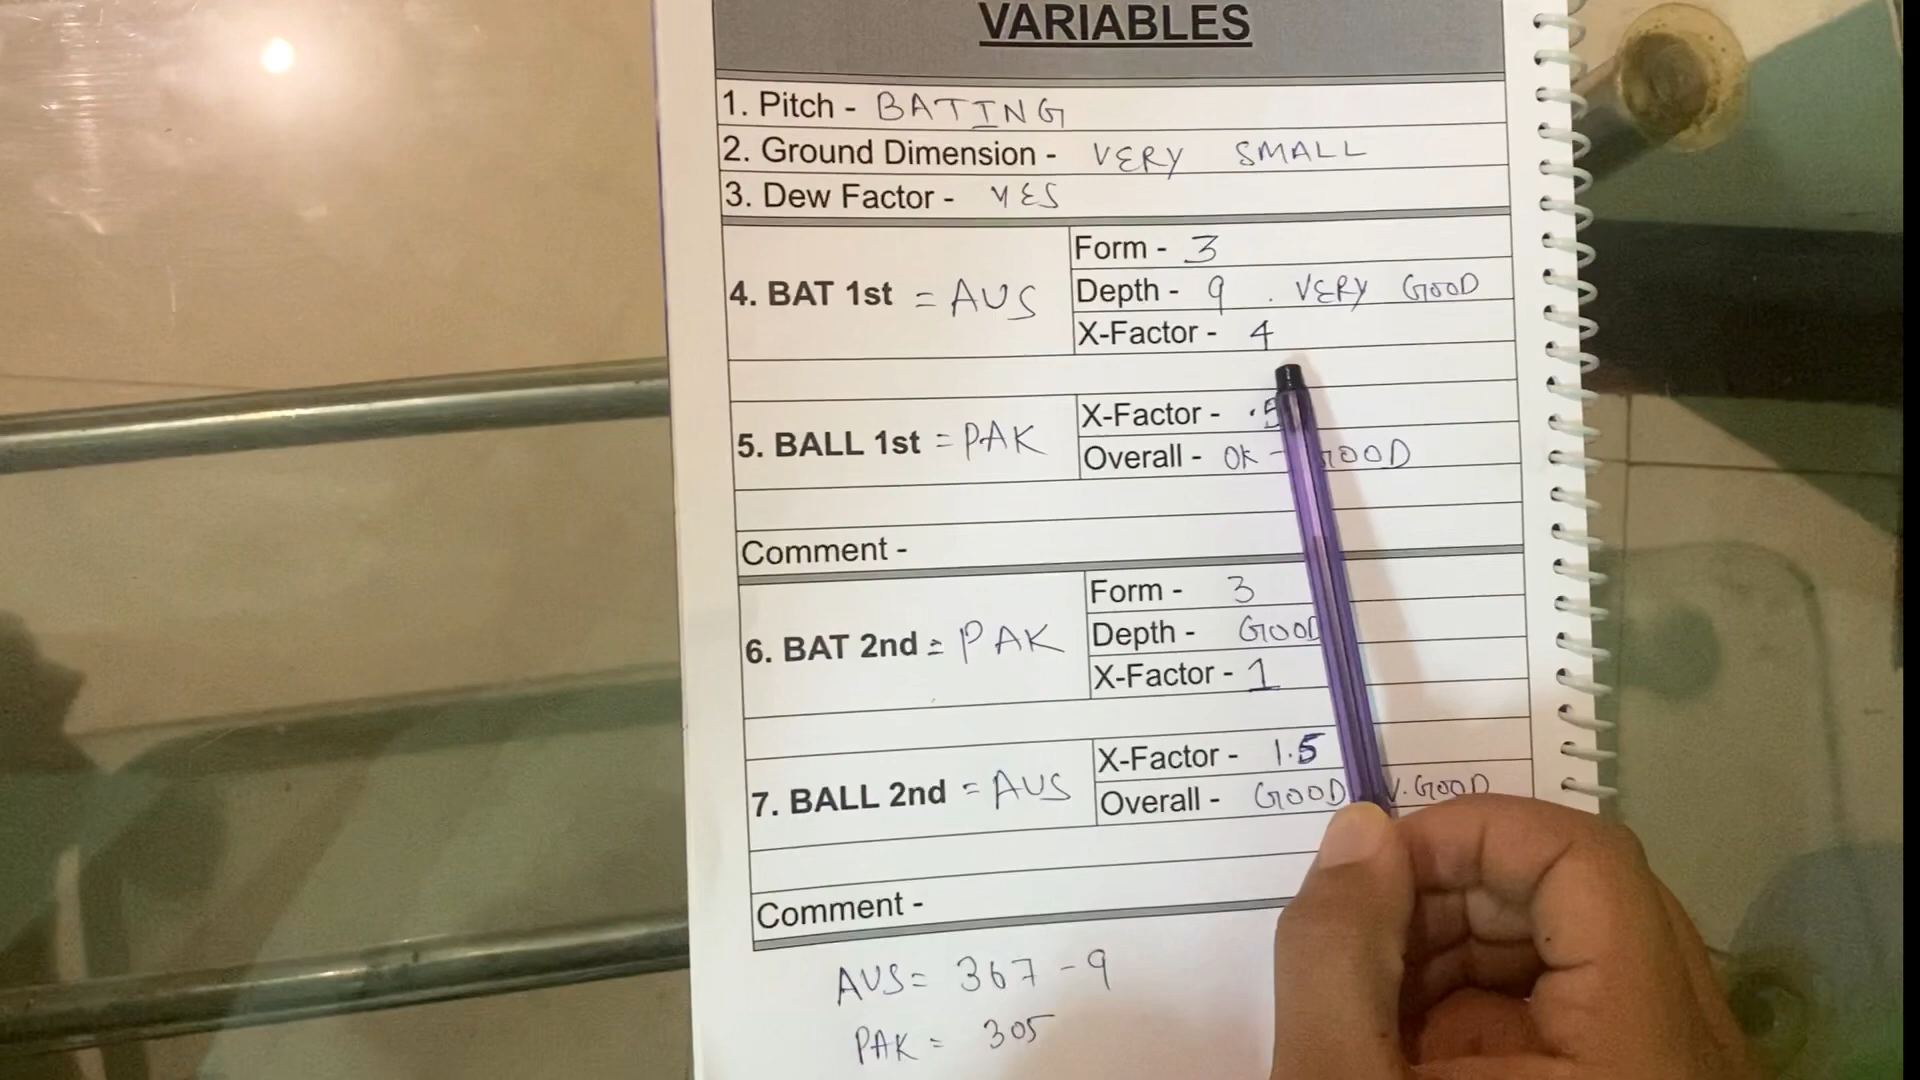 VARIABLES
1. Pitch - BATING
2. Ground Dimension - VERY SMALL
3. Dew Factor - YES
4. BAT 1st = AUS
Form - 3
Depth - 9 . VERY GOOD
X-Factor - 4
5. BALL 1st = PAK
X-Factor - .5
Overall - OK - GOOD
Comment -
6. BAT 2nd = PAK
Form - 3
Depth - GOOD
X-Factor - 1
7. BALL 2nd = AUS
X-Factor - 1.5
Overall - GOOD V. GOOD
Comment -
AUS = 367 - 9
PAK = 305